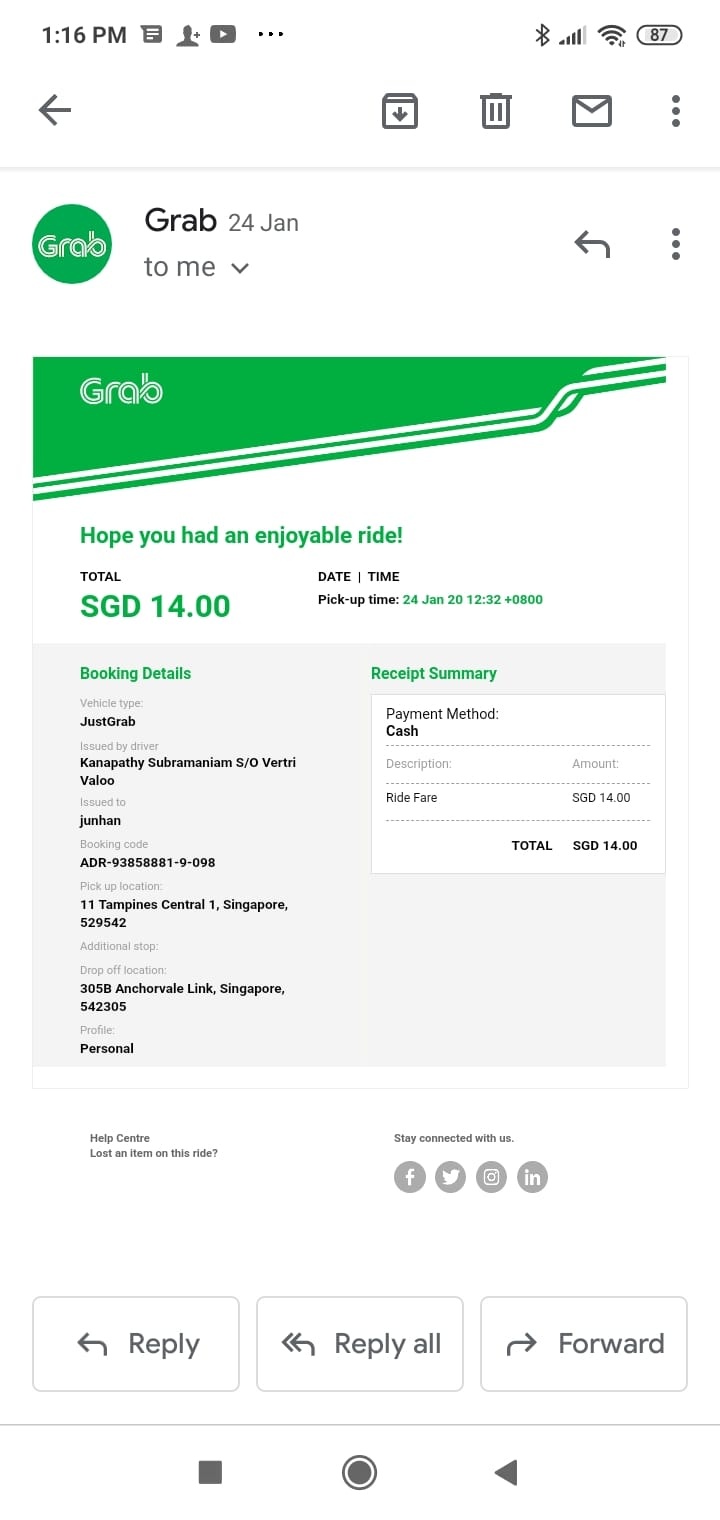 1:16 PM
87
Grab
Grab 24 Jan
to me
Grab
Hope you had an enjoyable ride!
TOTAL
SGD 14.00
DATE | TIME
Pick-up time: 24 Jan 20 12:32 +0800
Booking Details
Vehicle type:
JustGrab
Issued by driver
Kanapathy Subramaniam S/O Vertri
Valoo
Issued to
junhan
Booking code
ADR-93858881-9-098
Pick up location:
11 Tampines Central 1, Singapore,
529542
Additional stop:
Drop off location:
305B Anchorvale Link, Singapore,
542305
Profile:
Personal
Receipt Summary
Payment Method:
Cash
Description: Amount:
Ride Fare SGD 14.00
TOTAL SGD 14.00
Help Centre
Lost an item on this ride?
Stay connected with us.
Reply
Reply all
Forward